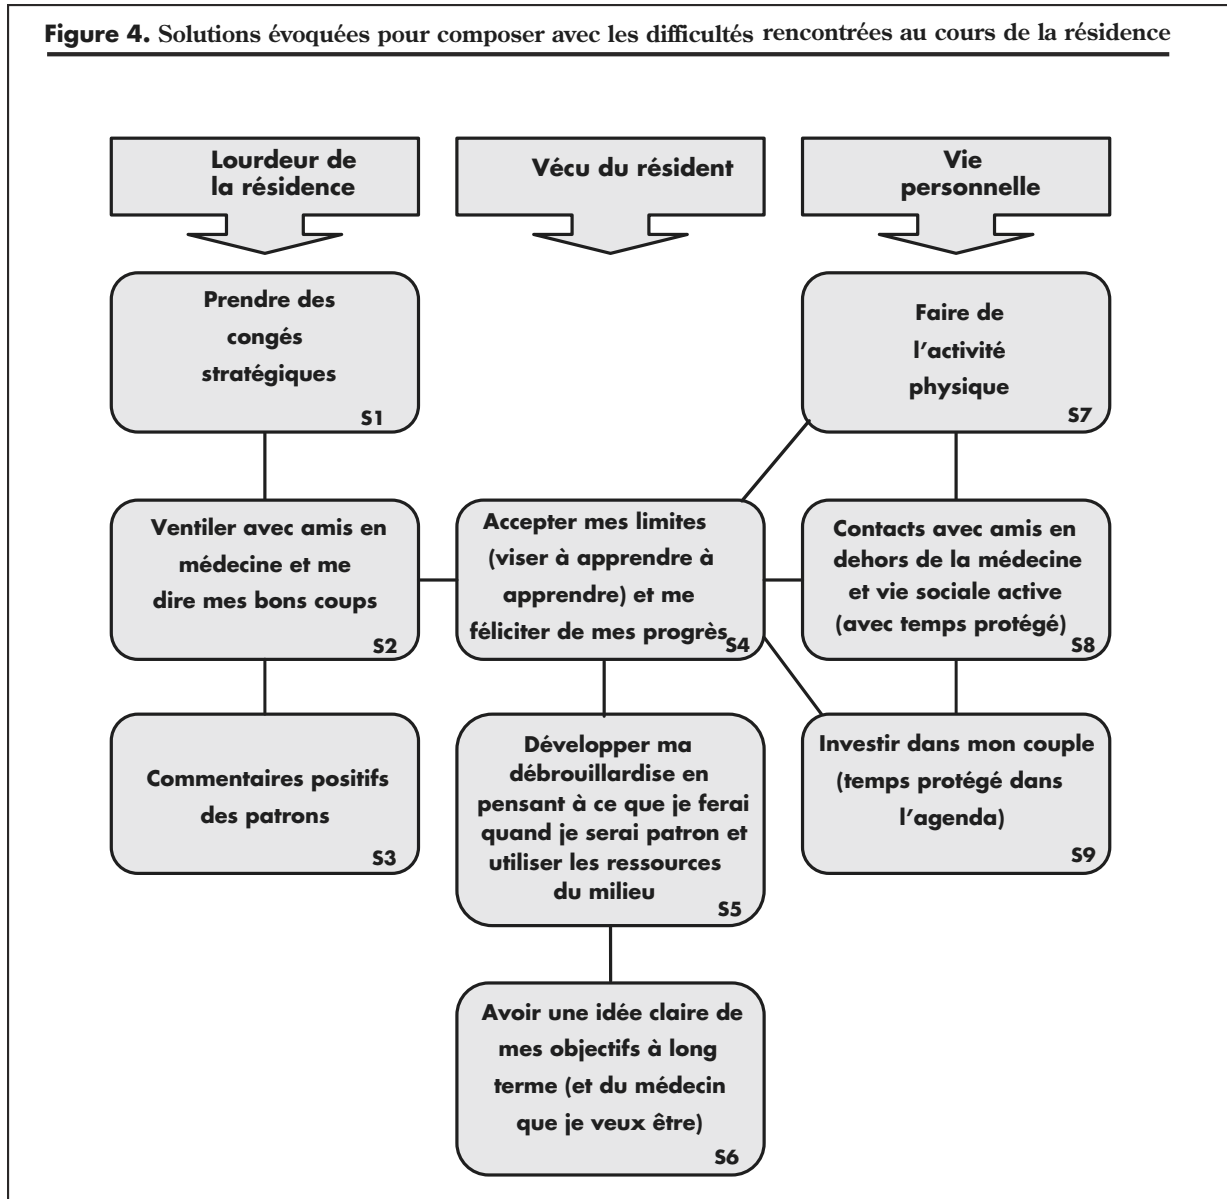 Figure 4. Solutions évoquées pour composer avec les difficultés rencontrées au cours de la résidence
Lourdeur de
la résidence
Vécu du résident
Vie
personnelle
Prendre des
congés
stratégiques
S1
Faire de
l'activité
physique
S7
Ventiler avec amis en
médecine et me
dire mes bons coups
S2
Accepter mes limites
(viser à apprendre à
apprendre) et me
féliciter de mes progrès
S4
Contacts avec amis en
dehors de la médecine
et vie sociale active
(avec temps protégé)
S8
Commentaires positifs
des patrons
S3
Développer ma
débrouillardise en
pensant à ce que je ferai
quand je serai patron et
utiliser les ressources
du milieu
S5
Investir dans mon couple
(temps protégé dans
l'agenda)
S9
Avoir une idée claire de
mes objectifs à long
terme (et du médecin
que je veux être)
S6